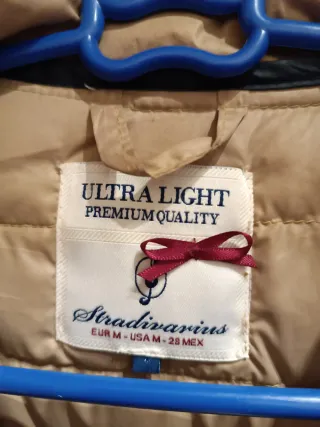 ULTRA LIGHT
PREMIUM QUALITY
Stradivarius
EUR M - USA M - 28 MEX